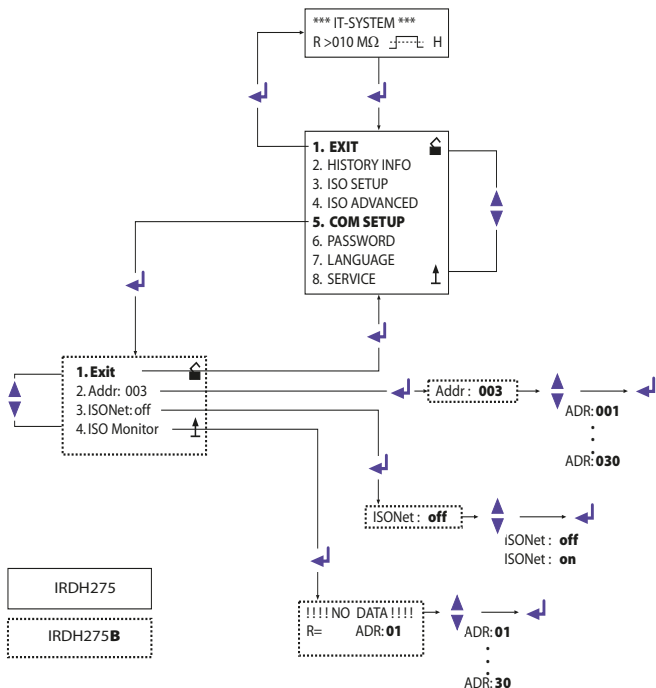 *** IT-SYSTEM ***
R >010 MΩ H
1. EXIT
2. HISTORY INFO
3. ISO SETUP
4. ISO ADVANCED
5. COM SETUP
6. PASSWORD
7. LANGUAGE
8. SERVICE
1. Exit
2. Addr: 003
3. ISONet: off
4. ISO Monitor
Addr : 003
ADR: 001
.
.
.
ADR: 030
ISONet : off
ISONet : off
ISONet : on
!!!! NO DATA !!!!
R= ADR: 01
ADR: 01
.
.
.
ADR: 30
IRDH275
IRDH275B